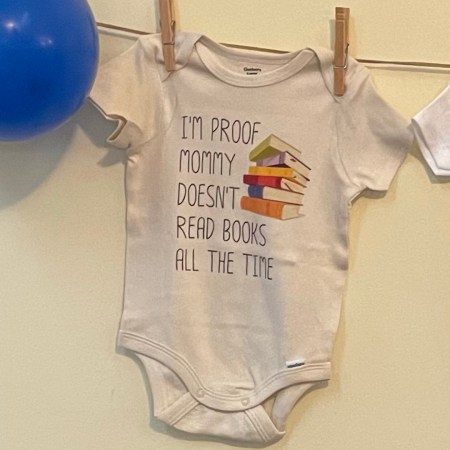 I'M PROOF
MOMMY
DOESN'T
READ BOOKS
ALL THE TIME